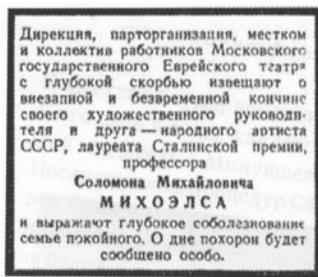 Дирекция, парторганизация, местком
и коллектив работников Московского
государственного Еврейского театра
с глубокой скорбью извещают о
внезапной и безвременной кончине
своего художественного руководи-
теля и друга — народного артиста
СССР, лауреата Сталинской премии,
профессора
Соломона Михайловича
МИХОЭЛСА
и выражают глубокое соболезнование
семье покойного. О дне похорон будет
сообщено особо.